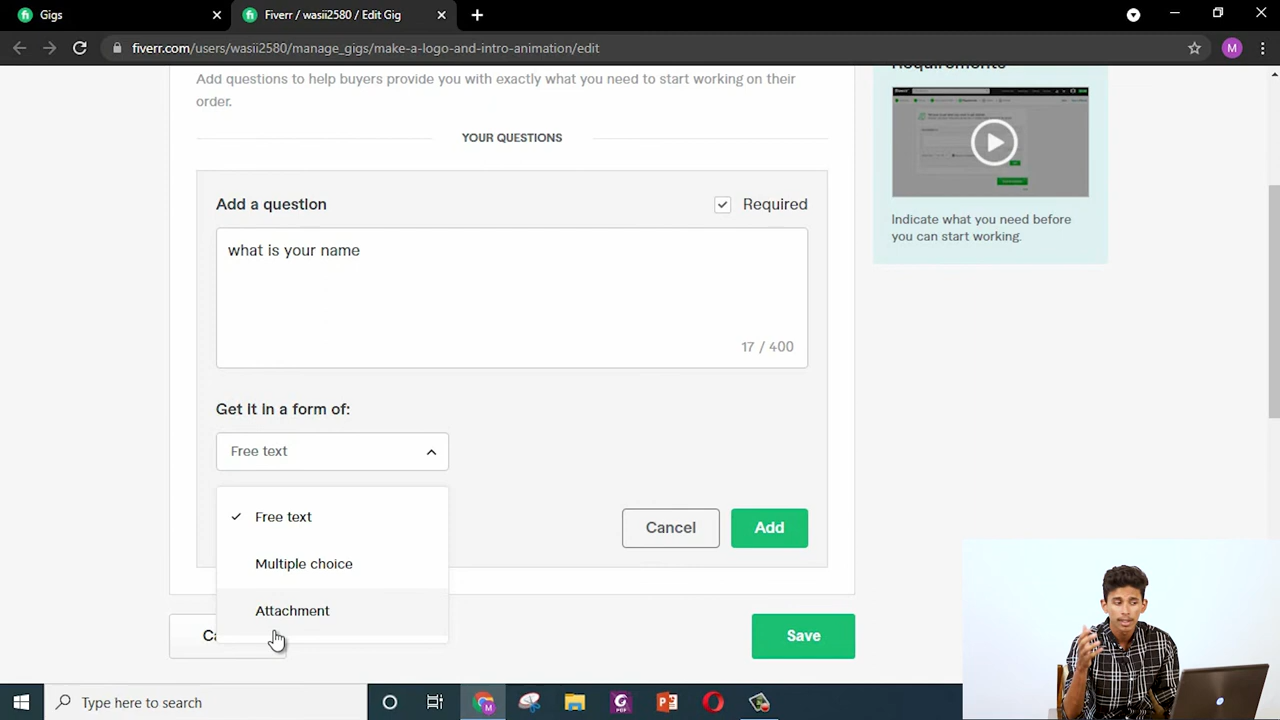 Gigs
Fiverr / wasii2580 / Edit Gig
fiverr.com/users/wasii2580/manage_gigs/make-a-logo-and-intro-animation/edit
M
Requirements
Add questions to help buyers provide you with exactly what you need to start working on their
order.
YOUR QUESTIONS
Add a question
Required
what is your name
17 / 400
Indicate what you need before
you can start working.
Get it in a form of:
Free text
Free text
Multiple choice
Attachment
Cancel
Add
Ca
Save
Type here to search